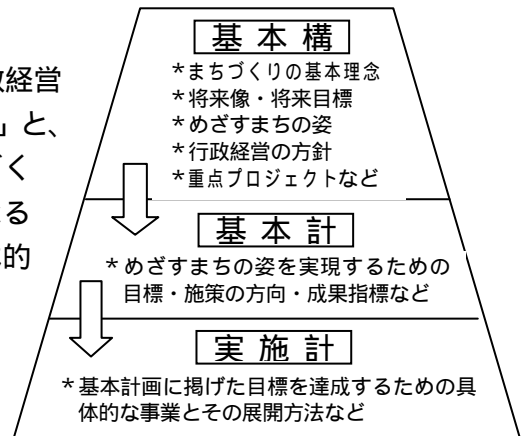 基本構
*まちづくりの基本理念
*将来像・将来目標
*めざすまちの姿
*行政経営の方針
*重点プロジェクトなど
経営
」と、
く
る
的
基本計
*めざすまちの姿を実現するための
目標・施策の方向・成果指標など
実施計
*基本計画に掲げた目標を達成するための具
体的な事業とその展開方法など